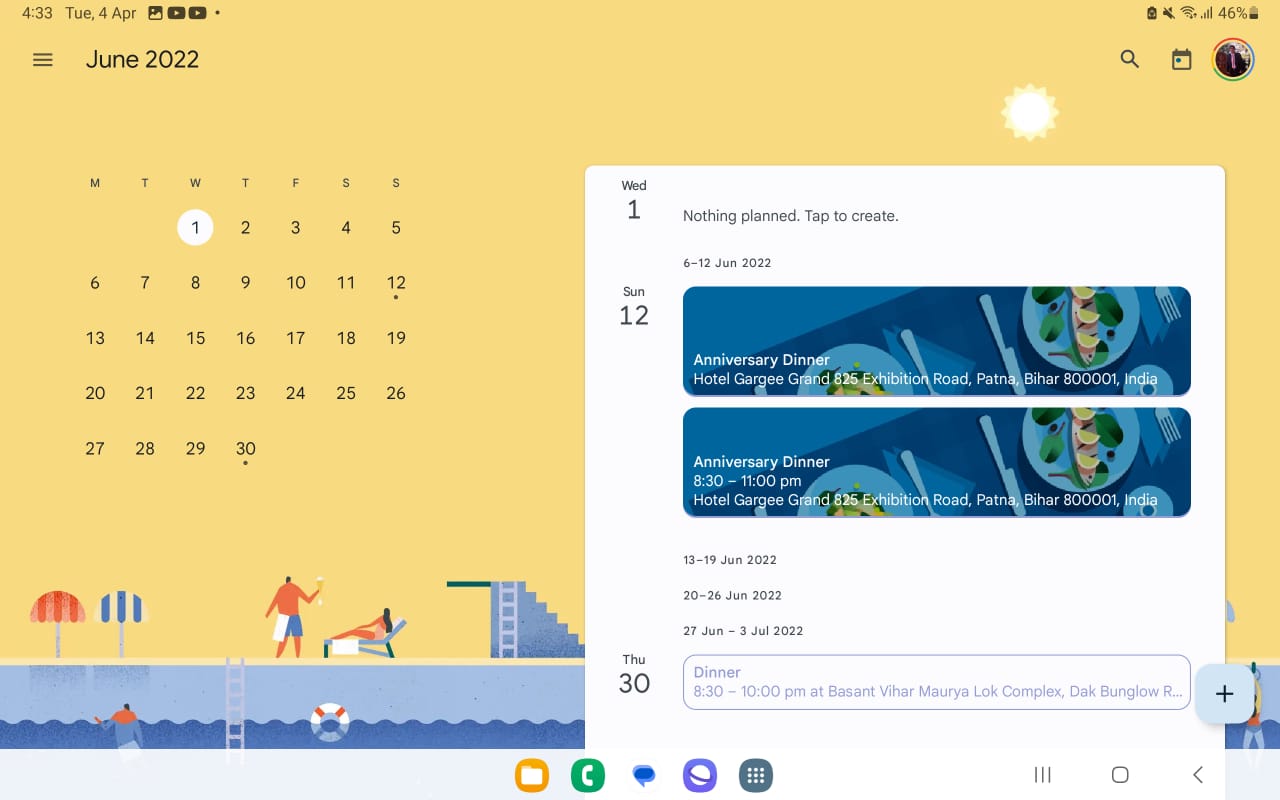 4:33 Tue, 4 Apr 46%
June 2022
M T W T F S S
1 2 3 4 5
6 7 8 9 10 11 12
13 14 15 16 17 18 19
20 21 22 23 24 25 26
27 28 29 30
Wed
1
Nothing planned. Tap to create.
6–12 Jun 2022
Sun
12
Anniversary Dinner
Hotel Gargee Grand 825 Exhibition Road, Patna, Bihar 800001, India
Anniversary Dinner
8:30 – 11:00 pm
Hotel Gargee Grand 825 Exhibition Road, Patna, Bihar 800001, India
13–19 Jun 2022
20–26 Jun 2022
27 Jun – 3 Jul 2022
Thu
30
Dinner
8:30 – 10:00 pm at Basant Vihar Maurya Lok Complex, Dak Bunglow R...